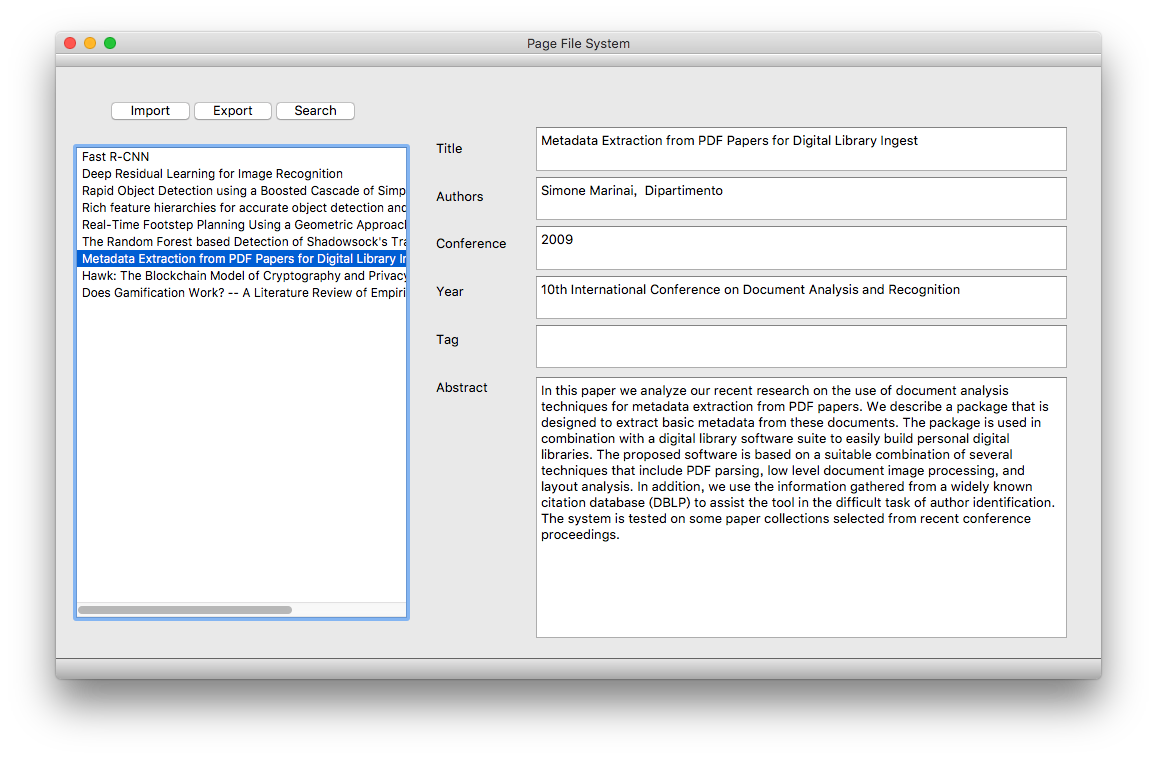 Page File System
Import
Export
Search
Fast R-CNN
Deep Residual Learning for Image Recognition
Rapid Object Detection using a Boosted Cascade of Simp
Rich feature hierarchies for accurate object detection and
Real-Time Footstep Planning Using a Geometric Approach
The Random Forest based Detection of Shadowsock's Tra
Metadata Extraction from PDF Papers for Digital Library In
Hawk: The Blockchain Model of Cryptography and Privacy
Does Gamification Work? -- A Literature Review of Empiri
Title
Metadata Extraction from PDF Papers for Digital Library Ingest
Authors
Simone Marinai,  Dipartimento
Conference
2009
Year
10th International Conference on Document Analysis and Recognition
Tag
Abstract
In this paper we analyze our recent research on the use of document analysis
techniques for metadata extraction from PDF papers. We describe a package that is
designed to extract basic metadata from these documents. The package is used in
combination with a digital library software suite to easily build personal digital
libraries. The proposed software is based on a suitable combination of several
techniques that include PDF parsing, low level document image processing, and
layout analysis. In addition, we use the information gathered from a widely known
citation database (DBLP) to assist the tool in the difficult task of author identification.
The system is tested on some paper collections selected from recent conference
proceedings.